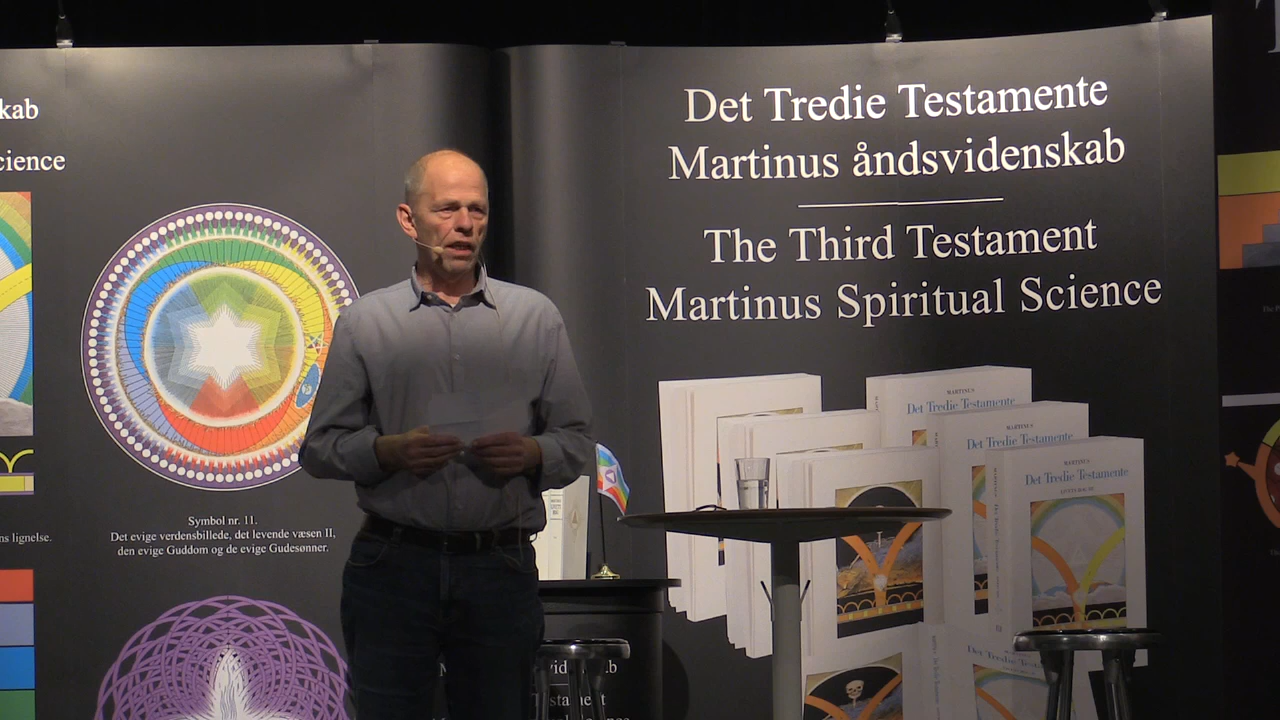 kab
cience
Symbol nr. 11.
Det evige verdensbillede, det levende væsen II,
den evige Guddom og de evige Gudesønner.
ns lignelse.
Det Tredie Testamente
Martinus åndsvidenskab
The Third Testament
Martinus Spiritual Science
MARTINUS
Det Tredie Testamente
MARTINUS
Det Tredie Testamente
MARTINUS
Det Tredie Testamente
LIVETS BOG
Det Tredie Testamente